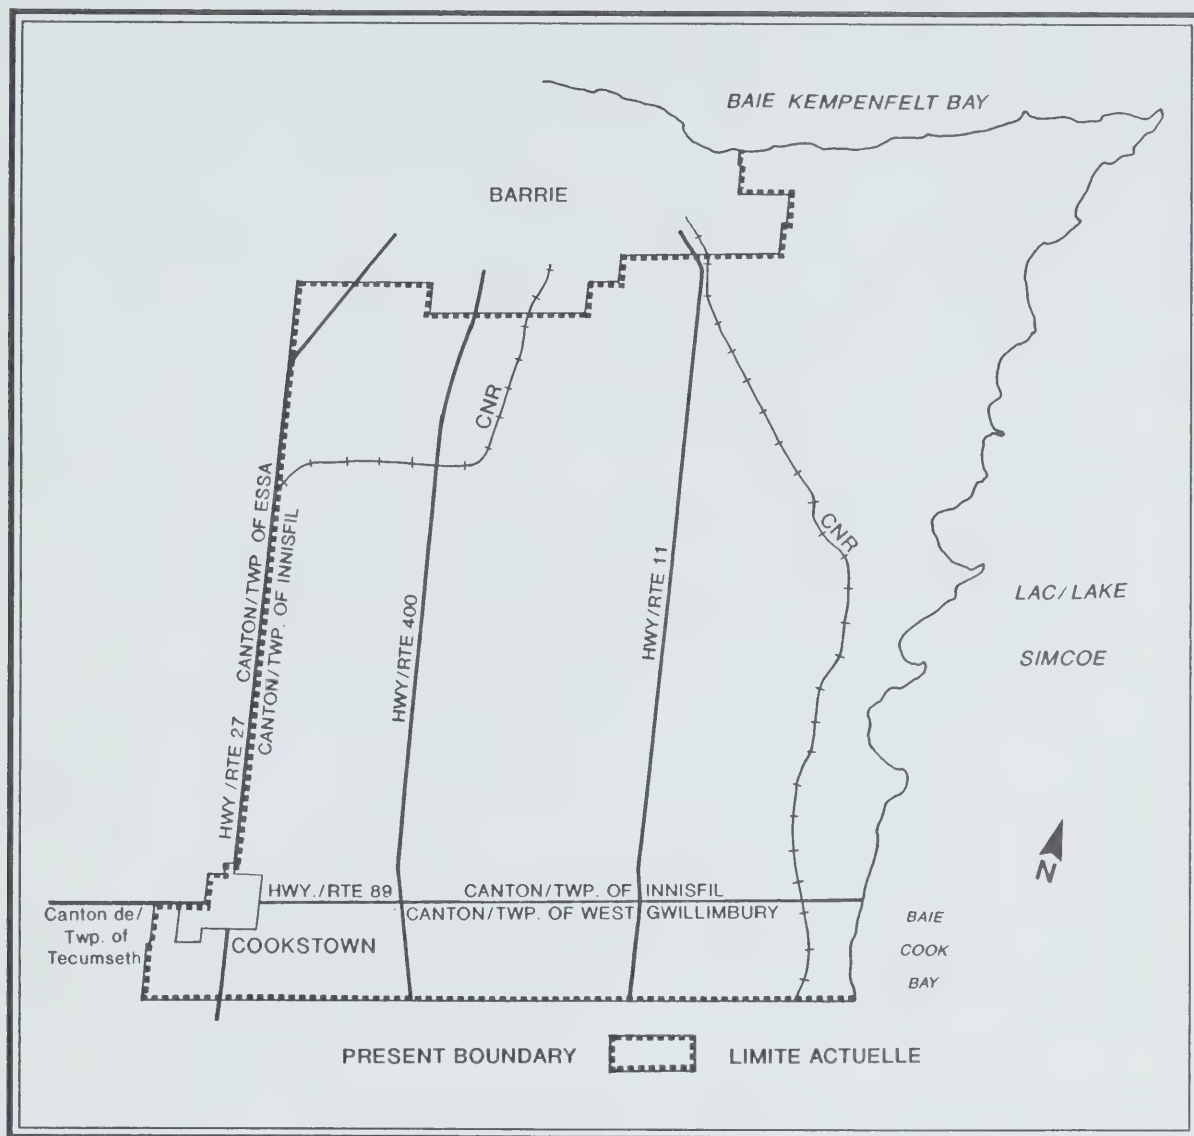 BAIE KEMPENFELT BAY
BARRIE
CNR
CANTON/TWP. OF ESSA
CANTON/TWP. OF INNISFIL
HWY/RTE 27
HWY/RTE 400
HWY/RTE 11
CNR
LAC/LAKE
SIMCOE
N
HWY./RTE 89
CANTON/TWP. OF INNISFIL
CANTON/TWP. OF WEST GWILLIMBURY
Canton de/
Twp. of
Tecumseth
COOKSTOWN
BAIE
COOK
BAY
PRESENT BOUNDARY
LIMITE ACTUELLE